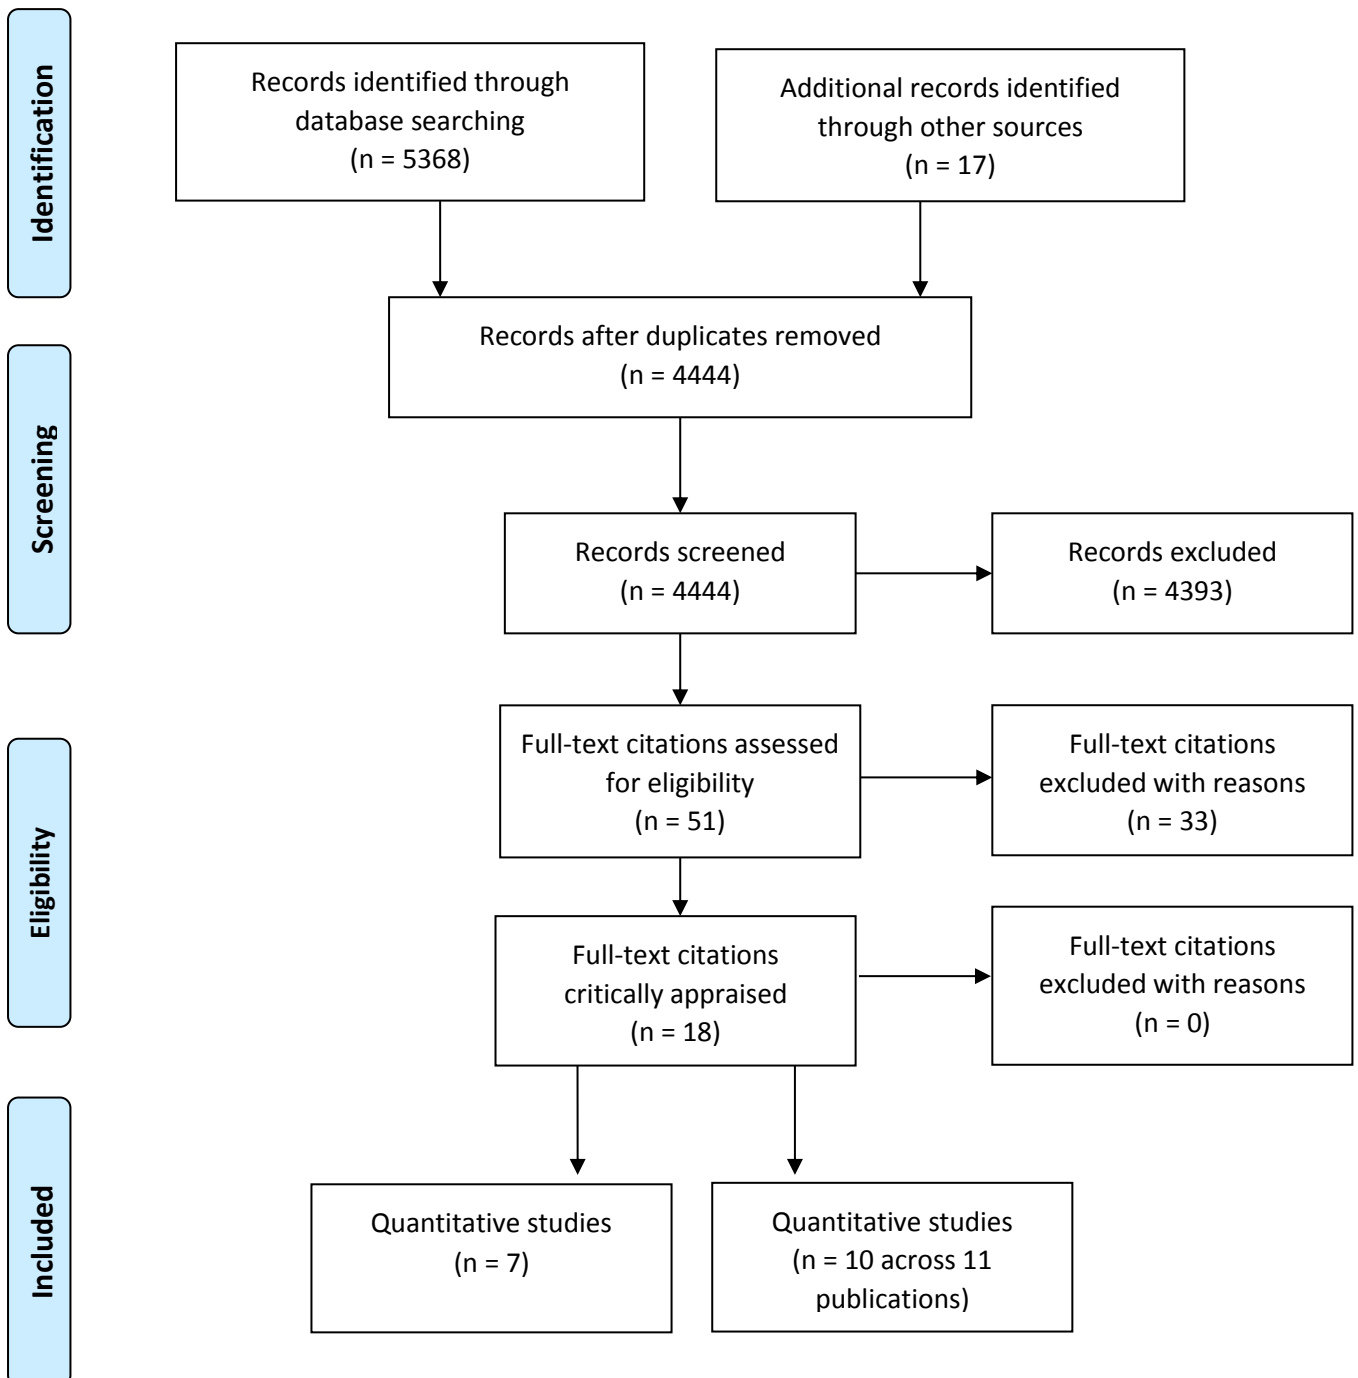 Identification
Records identified through
database searching
(n = 5368)
Additional records identified
through other sources
(n = 17)
Records after duplicates removed
(n = 4444)
Screening
Records screened
(n = 4444)
Records excluded
(n = 4393)
Eligibility
Full-text citations assessed
for eligibility
(n = 51)
Full-text citations
excluded with reasons
(n = 33)
Full-text citations
critically appraised
(n = 18)
Full-text citations
excluded with reasons
(n = 0)
Included
Quantitative studies
(n = 7)
Quantitative studies
(n = 10 across 11
publications)